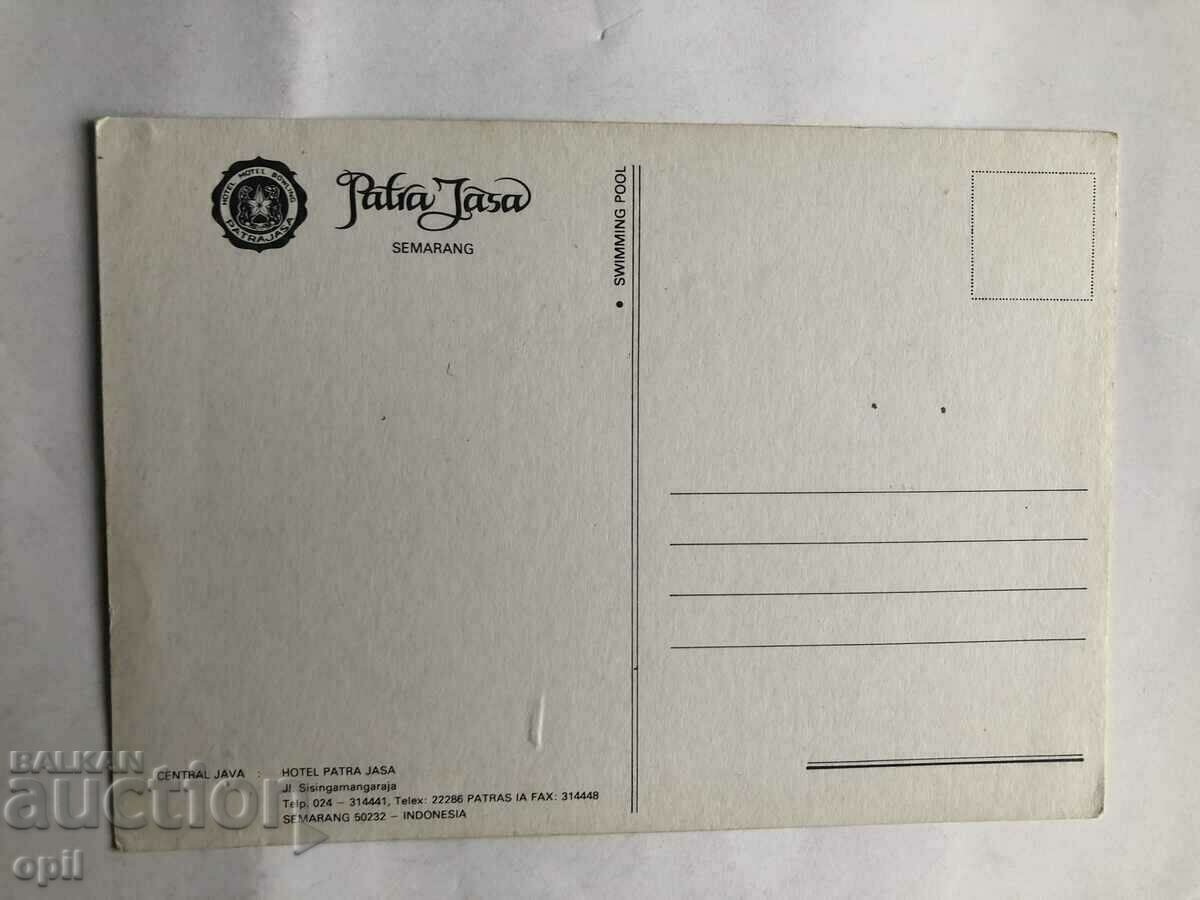 HOTEL MOTEL BOWLING
PATRAJASA
Patra Jasa
SEMARANG
• SWIMMING POOL
CENTRAL JAVA : HOTEL PATRA JASA
Jl. Sisingamangaraja
Telp. 024 – 314441, Telex: 22286 PATRAS IA FAX: 314448
SEMARANG 50232 – INDONESIA
BALKAN
auction
opil